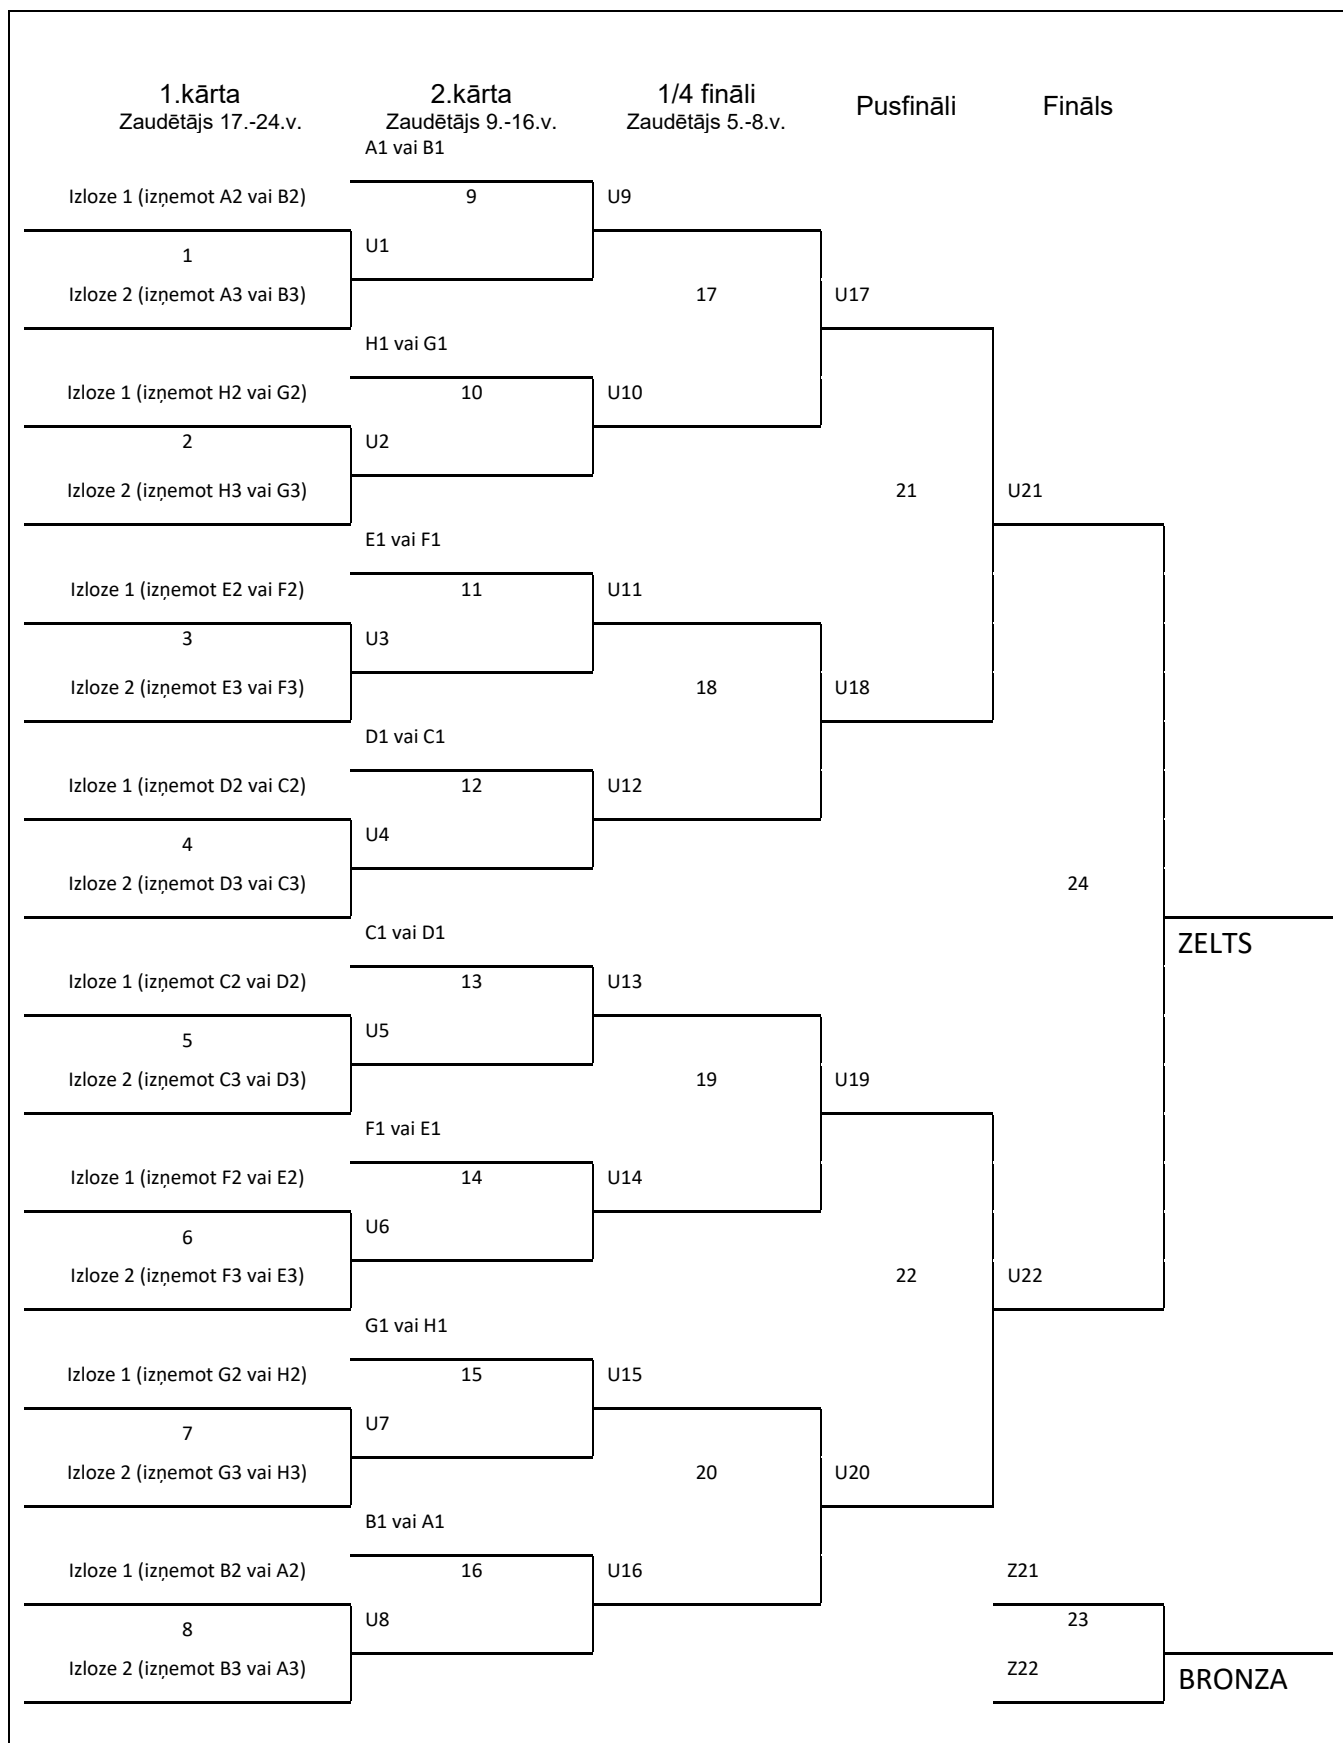 1.kārta
Zaudētājs 17.-24.v.
2.kārta
Zaudētājs 9.-16.v.
1/4 fināli
Zaudētājs 5.-8.v.
Pusfināli
Fināls
A1 vai B1
Izloze 1 (izņemot A2 vai B2)
9
U9
1
U1
Izloze 2 (izņemot A3 vai B3)
17
U17
H1 vai G1
Izloze 1 (izņemot H2 vai G2)
10
U10
2
U2
Izloze 2 (izņemot H3 vai G3)
21
U21
E1 vai F1
Izloze 1 (izņemot E2 vai F2)
11
U11
3
U3
Izloze 2 (izņemot E3 vai F3)
18
U18
D1 vai C1
Izloze 1 (izņemot D2 vai C2)
12
U12
4
U4
Izloze 2 (izņemot D3 vai C3)
24
C1 vai D1
ZELTS
Izloze 1 (izņemot C2 vai D2)
13
U13
5
U5
Izloze 2 (izņemot C3 vai D3)
19
U19
F1 vai E1
Izloze 1 (izņemot F2 vai E2)
14
U14
6
U6
Izloze 2 (izņemot F3 vai E3)
22
U22
G1 vai H1
Izloze 1 (izņemot G2 vai H2)
15
U15
7
U7
Izloze 2 (izņemot G3 vai H3)
20
U20
B1 vai A1
Izloze 1 (izņemot B2 vai A2)
16
U16
Z21
8
U8
23
Izloze 2 (izņemot B3 vai A3)
Z22
BRONZA